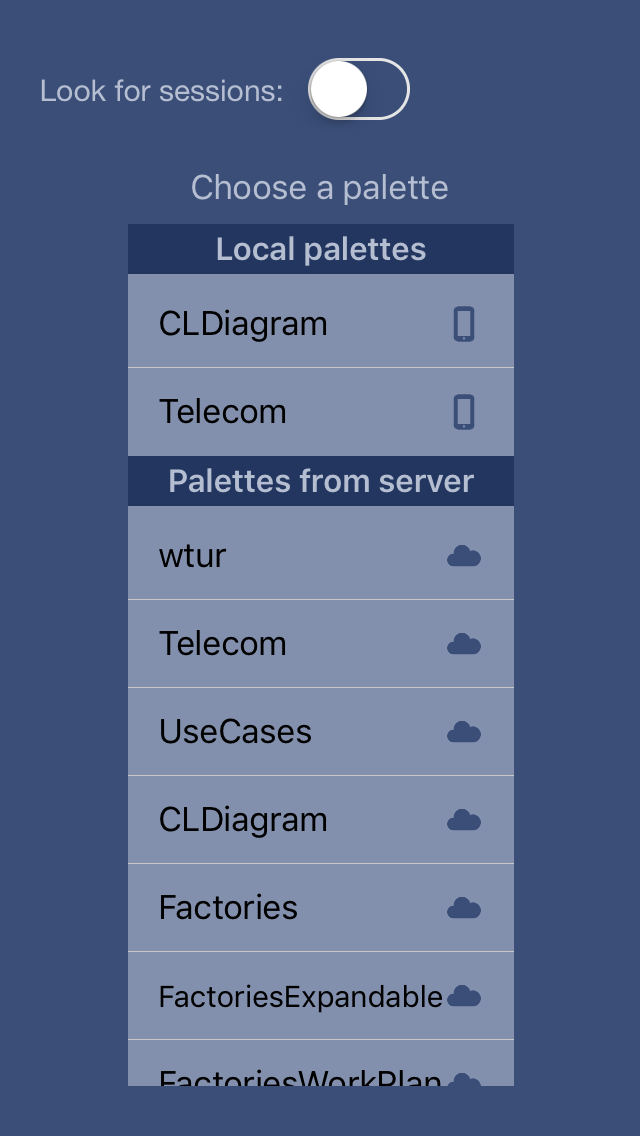 Look for sessions:
Choose a palette
Local palettes
CLDiagram
Telecom
Palettes from server
wtur
Telecom
UseCases
CLDiagram
Factories
FactoriesExpandable
FactoriesWorkPlan